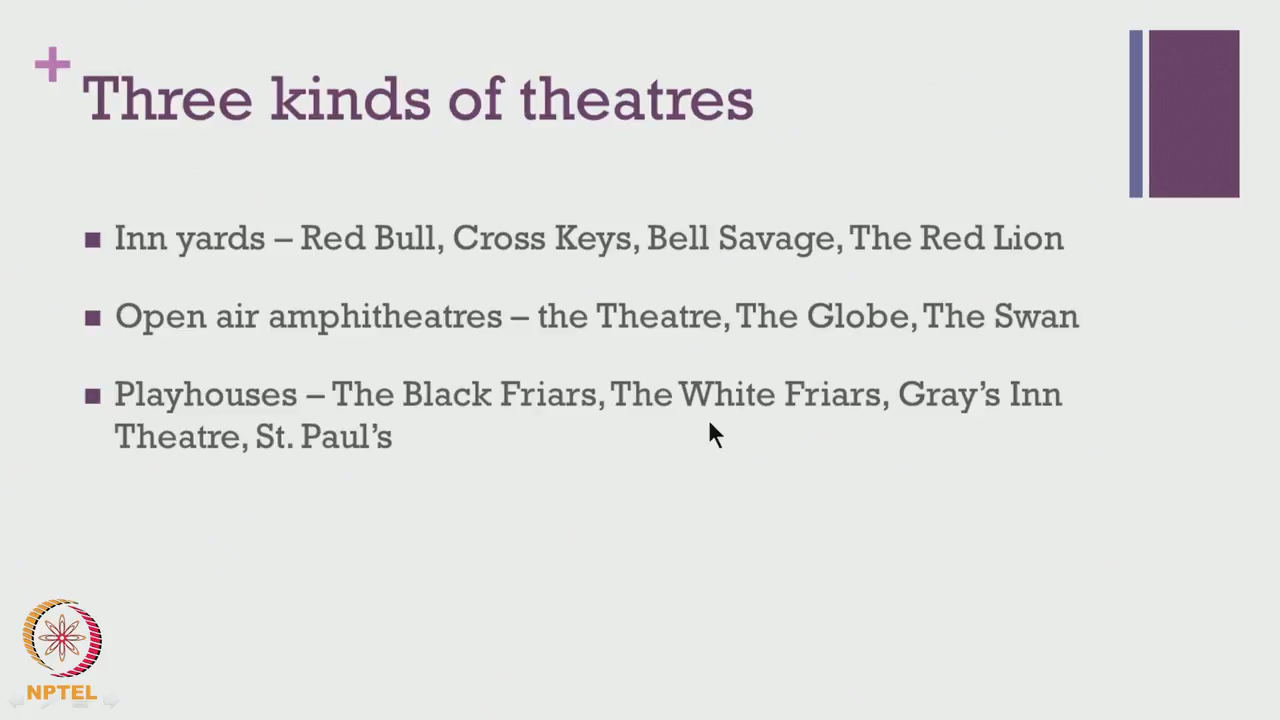 Three kinds of theatres
Inn yards – Red Bull, Cross Keys, Bell Savage, The Red Lion
Open air amphitheatres – the Theatre, The Globe, The Swan
Playhouses – The Black Friars, The White Friars, Gray’s Inn
Theatre, St. Paul’s
NPTEL